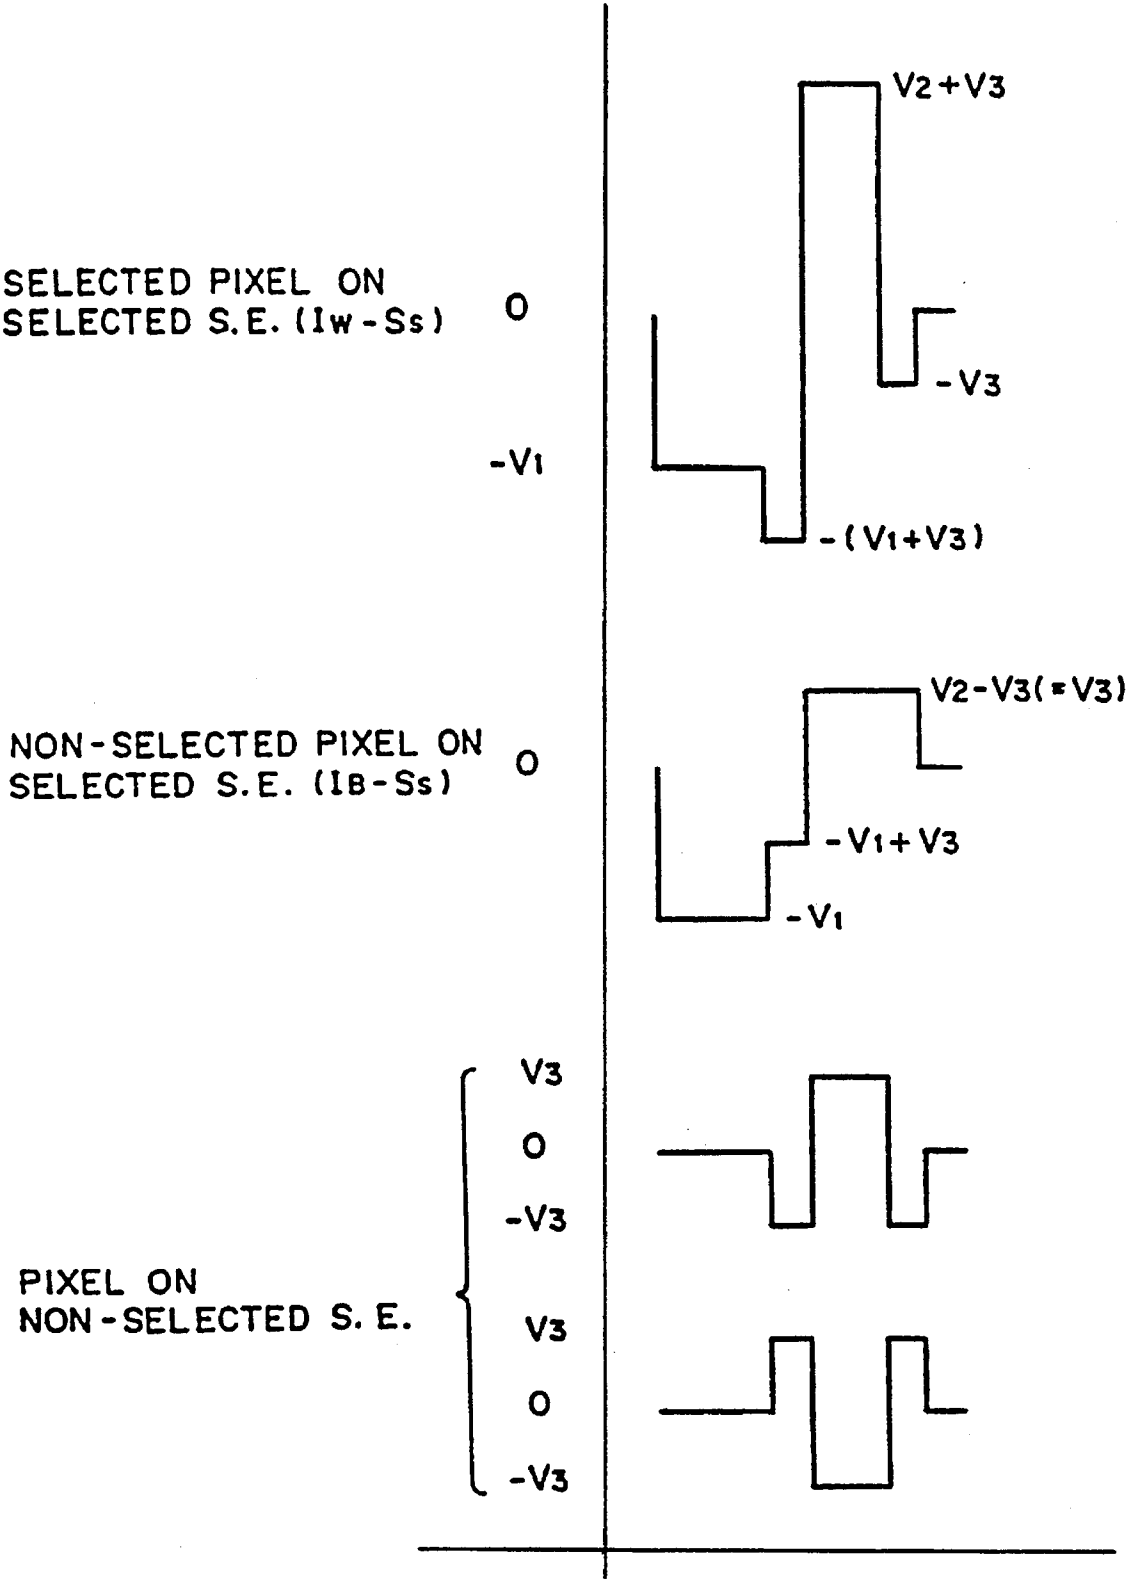 V2+V3
SELECTED PIXEL ON
SELECTED S.E. (Iw-Ss)
0
-V3
-V1
-(V1+V3)
V2-V3(=V3)
NON-SELECTED PIXEL ON
SELECTED S.E. (IB-Ss)
0
-V1+V3
-V1
V3
0
-V3
PIXEL ON
NON-SELECTED S.E.
V3
0
-V3